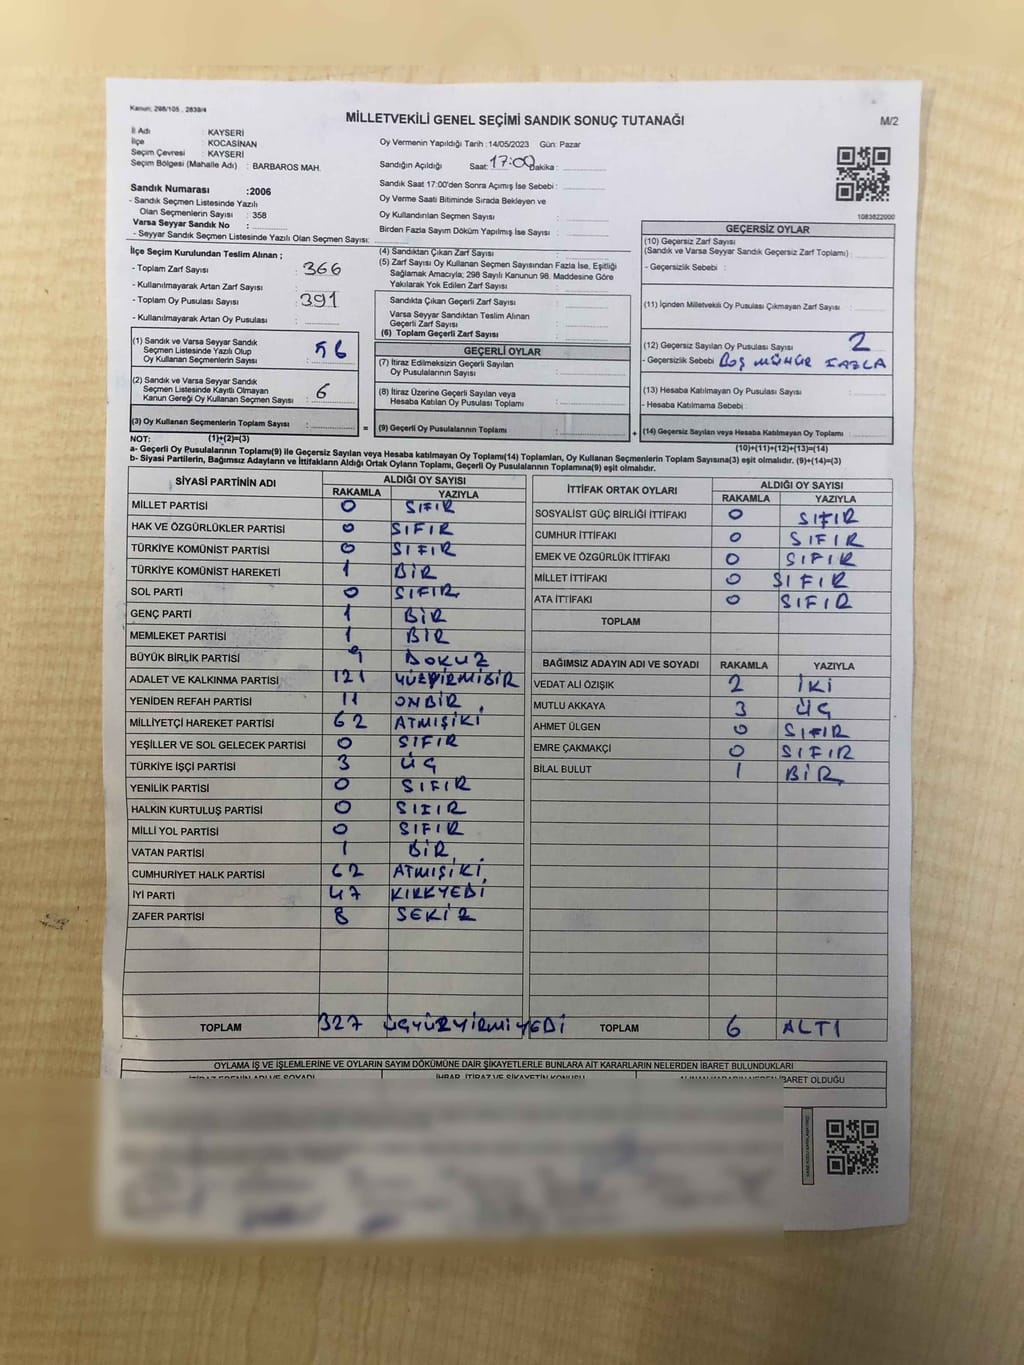 Kanun: 298/105 , 2839/4
MİLLETVEKİLİ GENEL SEÇİMİ SANDIK SONUÇ TUTANAĞI
M/2
İl Adı : KAYSERİ
İlçe : KOCASİNAN
Seçim Çevresi : KAYSERİ
Seçim Bölgesi (Mahalle Adı) : BARBAROS MAH.
Oy Vermenin Yapıldığı Tarih : 14/05/2023 Gün: Pazar
Sandığın Açıldığı Saat: 17:00 Dakika :
Sandık Saat 17:00'den Sonra Açımış İse Sebebi :
Oy Verme Saati Bitiminde Sırada Bekleyen ve
Oy Kullandırılan Seçmen Sayısı :
Birden Fazla Sayım Döküm Yapılmış İse Sayısı :
1083822000
Sandık Numarası :2006
- Sandık Seçmen Listesinde Yazılı
Olan Seçmenlerin Sayısı : 358
Varsa Seyyar Sandık No :
- Seyyar Sandık Seçmen Listesinde Yazılı Olan Seçmen Sayısı:
İlçe Seçim Kurulundan Teslim Alınan ;
- Toplam Zarf Sayısı : 366
- Kullanılmayarak Artan Zarf Sayısı :
- Toplam Oy Pusulası Sayısı : 391
- Kullanılmayarak Artan Oy Pusulası :
(1) Sandık ve Varsa Seyyar Sandık
Seçmen Listesinde Yazılı Olup
Oy Kullanan Seçmenlerin Sayısı :
(2) Sandık ve Varsa Seyyar Sandık
Seçmen Listesinde Kayıtlı Olmayan
Kanun Gereği Oy Kullanan Seçmen Sayısı : 6
(3) Oy Kullanan Seçmenlerin Toplam Sayısı :
(4) Sandıktan Çıkan Zarf Sayısı :
(5) Zarf Sayısı Oy Kullanan Seçmen Sayısından Fazla İse, Eşitliği
Sağlamak Amacıyla; 298 Sayılı Kanunun 98. Maddesine Göre
Yakılarak Yok Edilen Zarf Sayısı :
Sandıkta Çıkan Geçerli Zarf Sayısı :
Varsa Seyyar Sandıktan Teslim Alınan
Geçerli Zarf Sayısı :
(6) Toplam Geçerli Zarf Sayısı :
GEÇERLİ OYLAR
(7) İtiraz Edilmeksizin Geçerli Sayılan
Oy Pusulalarının Sayısı :
(8) İtiraz Üzerine Geçerli Sayılan veya
Hesaba Katılan Oy Pusulası Toplamı :
= (9) Geçerli Oy Pusulalarının Toplamı :
GEÇERSİZ OYLAR
(10) Geçersiz Zarf Sayısı
(Sandık ve Varsa Seyyar Sandık Geçersiz Zarf Toplamı) :
- Geçersizlik Sebebi :
(11) İçinden Milletvekili Oy Pusulası Çıkmayan Zarf Sayısı :
(12) Geçersiz Sayılan Oy Pusulası Sayısı : 2
- Geçersizlik Sebebi : BOŞ MÜHÜR FAZLA
(13) Hesaba Katılmayan Oy Pusulası Sayısı :
- Hesaba Katılmama Sebebi :
+ (14) Geçersiz Sayılan veya Hesaba Katılmayan Oy Toplamı :
NOT: (1)+(2)=(3) (10)+(11)+(12)+(13)=(14)
a- Geçerli Oy Pusulalarının Toplamı(9) ile Geçersiz Sayılan veya Hesaba katılmayan Oy Toplamı(14) Toplamları, Oy Kullanan Seçmenlerin Toplam Sayısına(3) eşit olmalıdır. (9)+(14)=(3)
b- Siyasi Partilerin, Bağımsız Adayların ve İttifakların Aldığı Ortak Oyların Toplamı, Geçerli Oy Pusulalarının Toplamına(9) eşit olmalıdır.
SİYASİ PARTİNİN ADI ALDIĞI OY SAYISI
RAKAMLA YAZIYLA
MİLLET PARTİSİ 0 SIFIR
HAK VE ÖZGÜRLÜKLER PARTİSİ 0 SIFIR
TÜRKİYE KOMÜNİST PARTİSİ 0 SIFIR
TÜRKİYE KOMÜNİST HAREKETİ 1 BİR
SOL PARTİ 0 SIFIR
GENÇ PARTİ 1 BİR
MEMLEKET PARTİSİ 1 BİR
BÜYÜK BİRLİK PARTİSİ 9 DOKUZ
ADALET VE KALKINMA PARTİSİ 121 YÜZYİRMİBİR
YENİDEN REFAH PARTİSİ 11 ONBİR
MİLLİYETÇİ HAREKET PARTİSİ 62 ATMIŞİKİ
YEŞİLLER VE SOL GELECEK PARTİSİ 0 SIFIR
TÜRKİYE İŞÇİ PARTİSİ 3 ÜÇ
YENİLİK PARTİSİ 0 SIFIR
HALKIN KURTULUŞ PARTİSİ 0 SIFIR
MİLLİ YOL PARTİSİ 0 SIFIR
VATAN PARTİSİ 1 BİR
CUMHURİYET HALK PARTİSİ 62 ATMIŞİKİ
İYİ PARTİ 47 KIRKYEDİ
ZAFER PARTİSİ 8 SEKİZ
TOPLAM 327 ÜÇYÜZYİRMİYEDİ
İTTİFAK ORTAK OYLARI ALDIĞI OY SAYISI
RAKAMLA YAZIYLA
SOSYALIST GÜÇ BİRLİĞİ İTTİFAKI 0 SIFIR
CUMHUR İTTİFAKI 0 SIFIR
EMEK VE ÖZGÜRLÜK İTTİFAKI 0 SIFIR
MİLLET İTTİFAKI 0 SIFIR
ATA İTTİFAKI 0 SIFIR
TOPLAM
BAĞIMSIZ ADAYIN ADI VE SOYADI RAKAMLA YAZIYLA
VEDAT ALİ ÖZIŞIK 2 İKİ
MUTLU AKKAYA 3 ÜÇ
AHMET ÜLGEN 0 SIFIR
EMRE ÇAKMAKÇI 0 SIFIR
BİLAL BULUT 1 BİR
TOPLAM 6 ALTI
OYLAMA İŞ VE İŞLEMLERİNE VE OYLARIN SAYIM DÖKÜMÜNE DAİR ŞİKAYETLERLE BUNLARA AİT KARARLARIN NELERDEN İBARET BULUNDUKLARI
İTİRAZ EDENİN ADI VE SOYADI İHBAR, İTİRAZ VE ŞİKAYETİN KONUSU ALINAN KARARIN NEDEN İBARET OLDUĞU